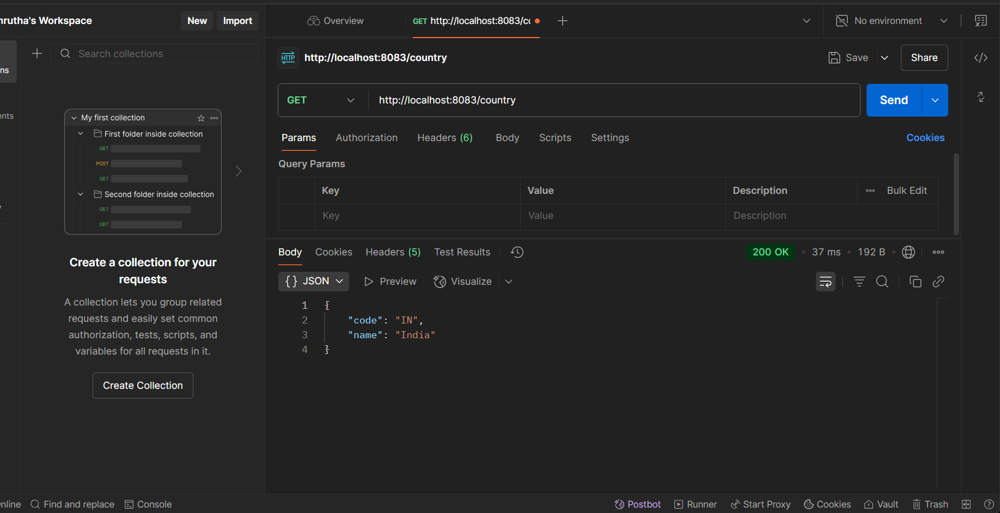 nrutha's Workspace
New
Import
Overview
GET http://localhost:8083/cc
No environment
Search collections
http://localhost:8083/country
Save
Share
ns
GET
http://localhost:8083/country
Send
ents
My first collection
First folder inside collection
GET
POST
GET
Second folder inside collection
GET
GET
Params
Authorization
Headers (6)
Body
Scripts
Settings
Cookies
Query Params
Key
Value
Description
Bulk Edit
Key
Value
Description
Create a collection for your
requests
A collection lets you group related
requests and easily set common
authorization, tests, scripts, and
variables for all requests in it.
Create Collection
Body
Cookies
Headers (5)
Test Results
200 OK
37 ms
192 B
{} JSON
Preview
Visualize
1 {
2 "code": "IN",
3 "name": "India"
4 }
nline
Find and replace
Console
Postbot
Runner
Start Proxy
Cookies
Vault
Trash